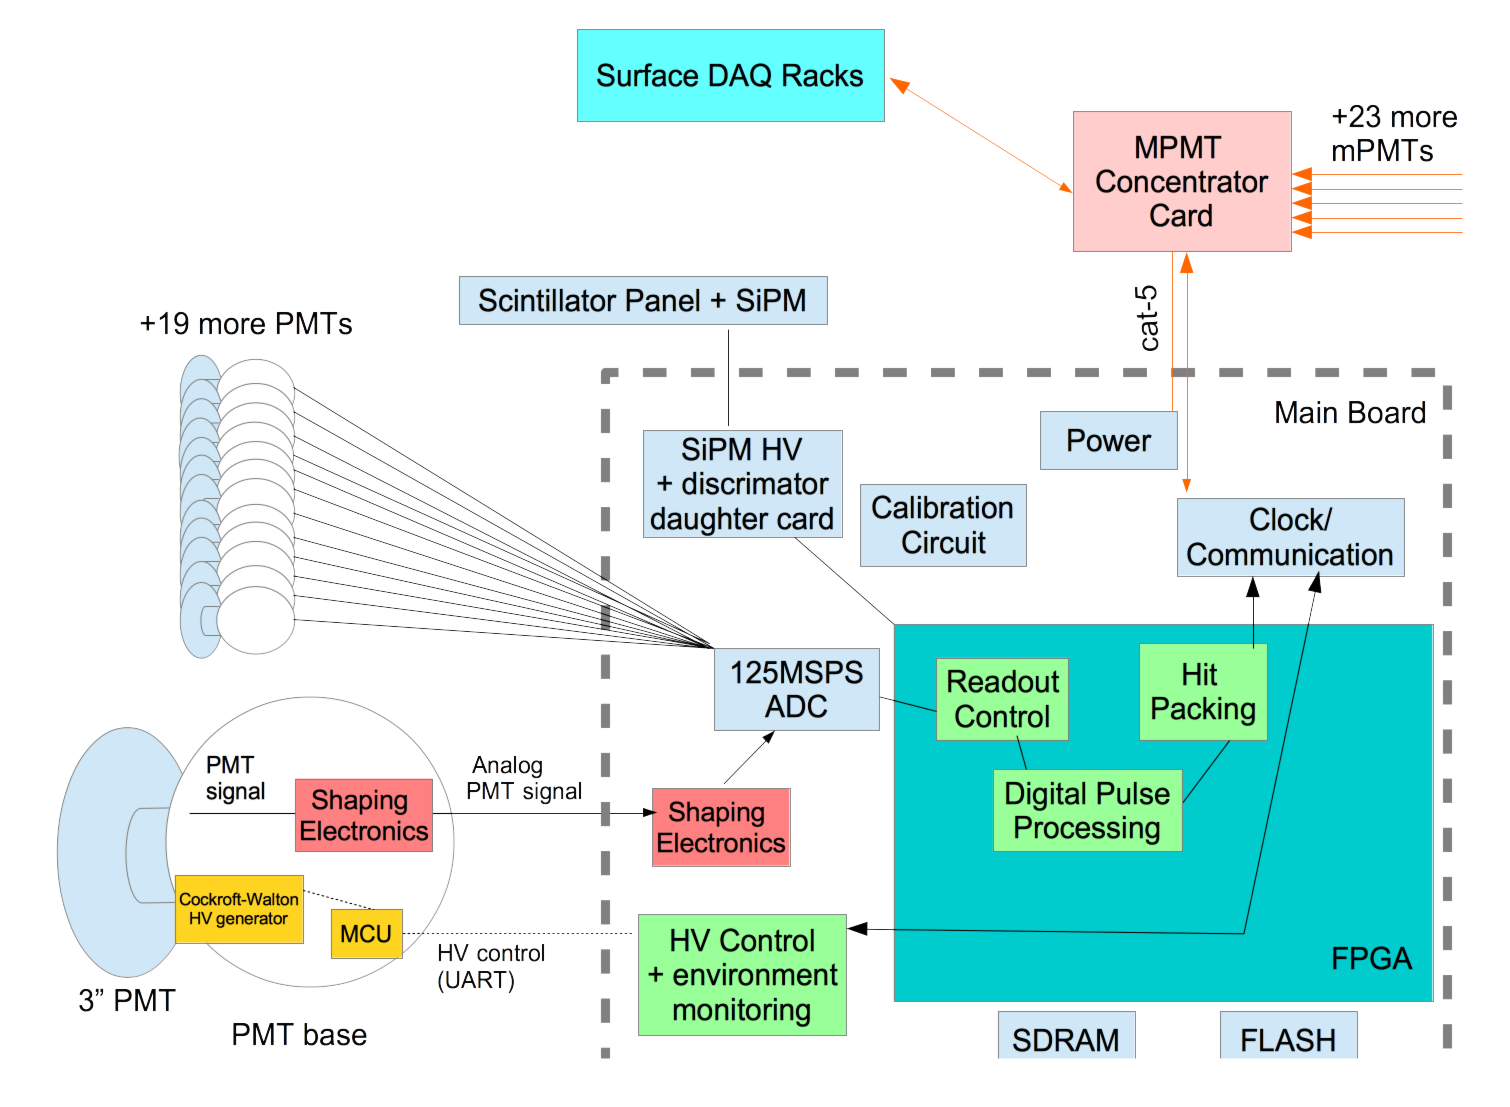 Surface DAQ Racks
MPMT
Concentrator
Card
+23 more
mPMTs
Scintillator Panel + SiPM
cat-5
+19 more PMTs
Main Board
SiPM HV
+ discrimator
daughter card
Power
Calibration
Circuit
Clock/
Communication
125MSPS
ADC
Readout
Control
Hit
Packing
Digital Pulse
Processing
PMT
signal
Shaping
Electronics
Analog
PMT signal
Shaping
Electronics
Cockroft-Walton
HV generator
MCU
HV control
(UART)
HV Control
+ environment
monitoring
FPGA
3” PMT
PMT base
SDRAM
FLASH